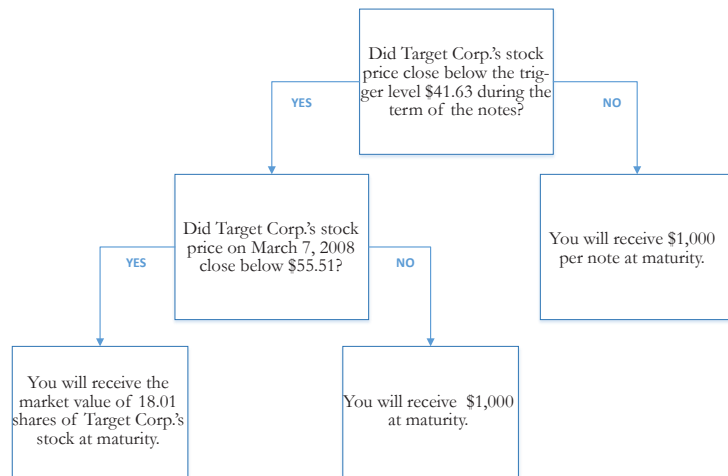 Did Target Corp.'s stock
price close below the trig-
ger level $41.63 during the
term of the notes?
YES
NO
Did Target Corp.'s stock
price on March 7, 2008
close below $55.51?
You will receive $1,000
per note at maturity.
YES
NO
You will receive the
market value of 18.01
shares of Target Corp.'s
stock at maturity.
You will receive $1,000
at maturity.